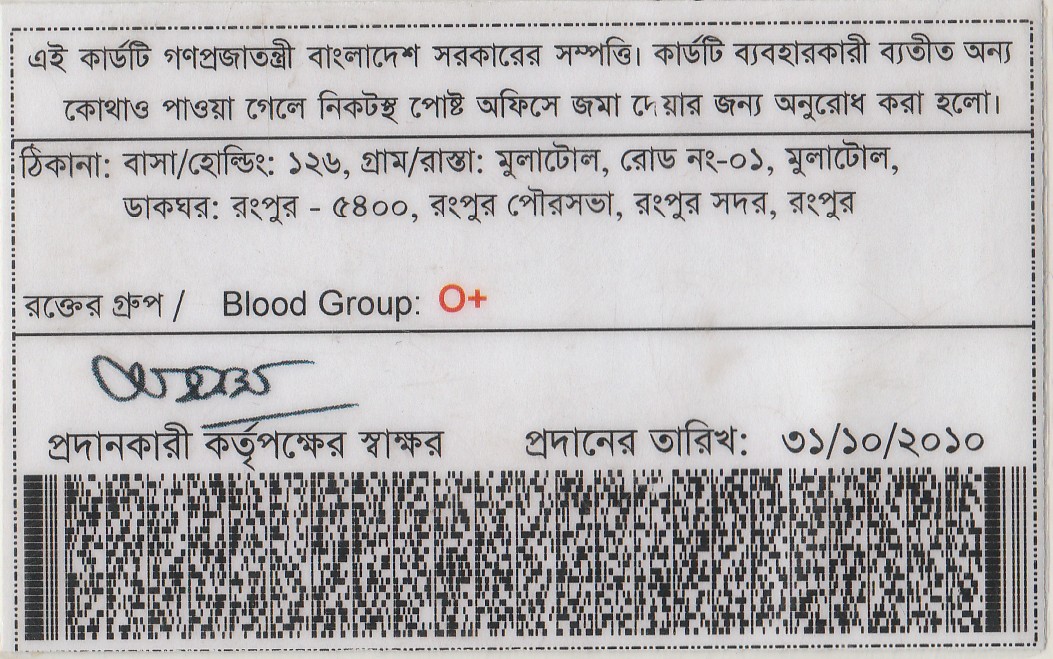 এই কার্ডটি গণপ্রজাতন্ত্রী বাংলাদেশ সরকারের সম্পত্তি। কার্ডটি ব্যবহারকারী ব্যতীত অন্য
কোথাও পাওয়া গেলে নিকটস্থ পোষ্ট অফিসে জমা দেয়ার জন্য অনুরোধ করা হলো।
ঠিকানা: বাসা/হোল্ডিং: ১২৬, গ্রাম/রাস্তা: মুলাটোল, রোড নং-০১, মুলাটোল,
ডাকঘর: রংপুর - ৫৪০০, রংপুর পৌরসভা, রংপুর সদর, রংপুর
রক্তের গ্রুপ / Blood Group: O+
প্রদানকারী কর্তৃপক্ষের স্বাক্ষর প্রদানের তারিখ: ৩১/১০/২০১০